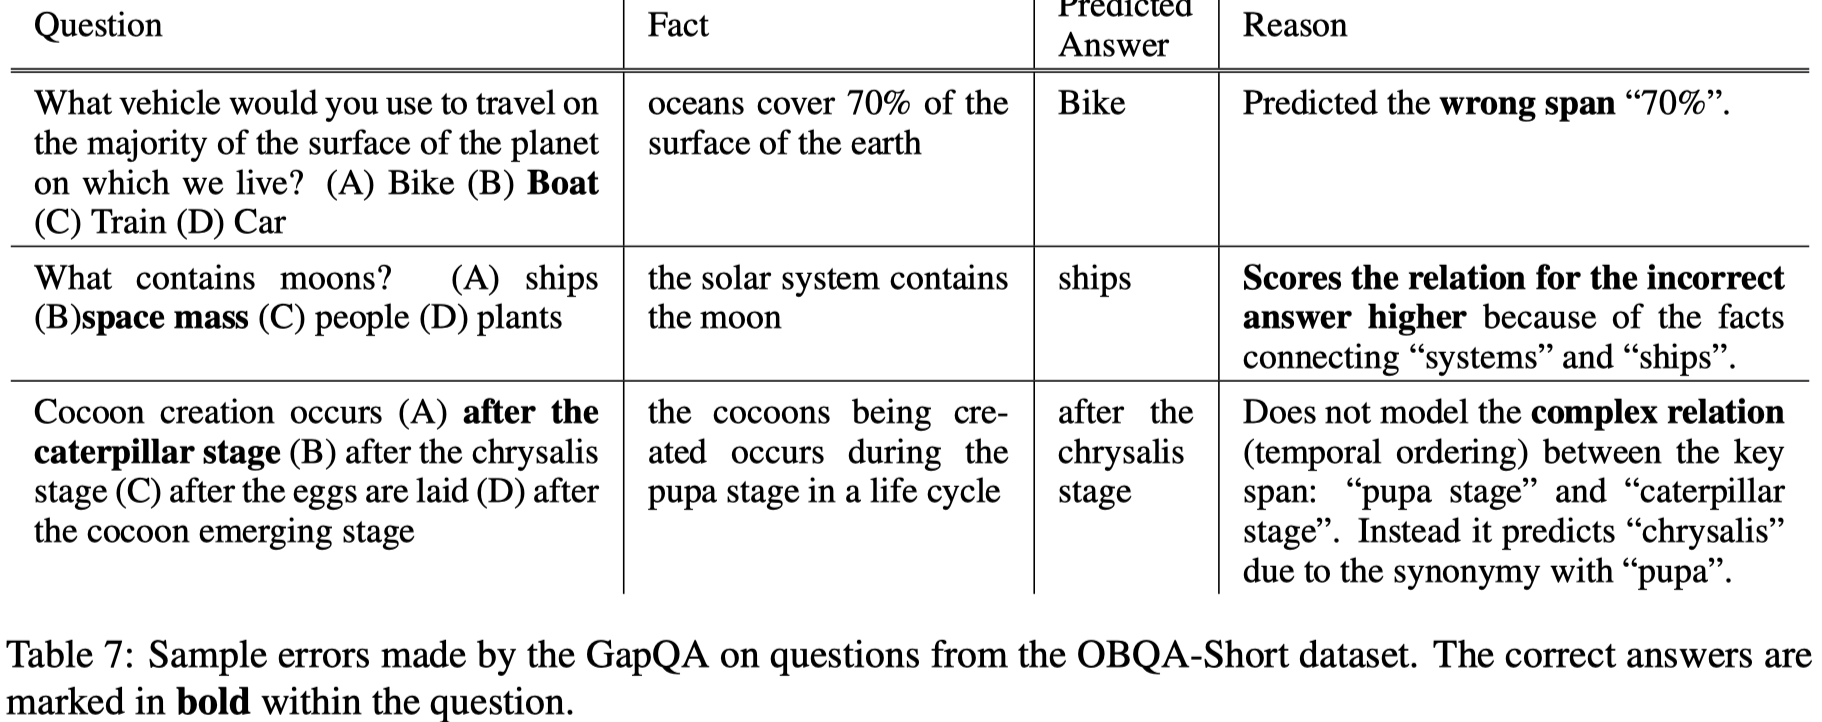 Question Fact Predicted Answer Reason
What vehicle would you use to travel on
the majority of the surface of the planet
on which we live? (A) Bike (B) Boat
(C) Train (D) Car
oceans cover 70% of the
surface of the earth
Bike
Predicted the wrong span “70%”.
What contains moons? (A) ships
(B)space mass (C) people (D) plants
the solar system contains
the moon
ships
Scores the relation for the incorrect
answer higher because of the facts
connecting “systems” and “ships”.
Cocoon creation occurs (A) after the
caterpillar stage (B) after the chrysalis
stage (C) after the eggs are laid (D) after
the cocoon emerging stage
the cocoons being cre-
ated occurs during the
pupa stage in a life cycle
after the
chrysalis
stage
Does not model the complex relation
(temporal ordering) between the key
span: “pupa stage” and “caterpillar
stage”. Instead it predicts “chrysalis”
due to the synonymy with “pupa”.
Table 7: Sample errors made by the GapQA on questions from the OBQA-Short dataset. The correct answers are
marked in bold within the question.